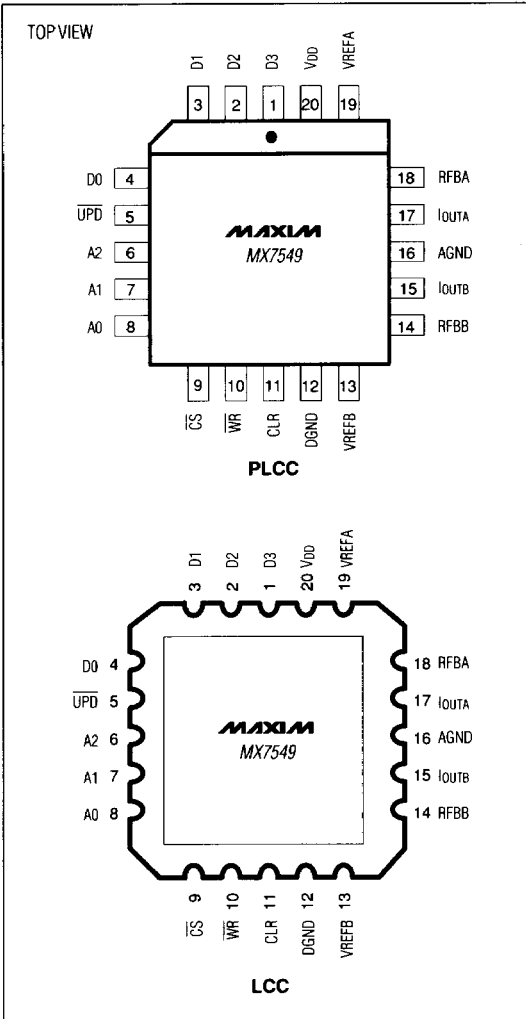 TOP VIEW
D1 D2 D3 VDD VREFA
3 2 1 20 19
D0 4 18 RFBA
UPD 5 17 IOUTA
MAXIM
A2 6 16 AGND
MX7549
A1 7 15 IOUTB
A0 8 14 RFBB
9 10 11 12 13
CS WR CLR DGND VREFB
PLCC
D1 D2 D3 VDD VREFA
3 2 1 20 19
D0 4 18 RFBA
UPD 5 17 IOUTA
MAXIM
A2 6 16 AGND
MX7549
A1 7 15 IOUTB
A0 8 14 RFBB
9 10 11 12 13
CS WR CLR DGND VREFB
LCC